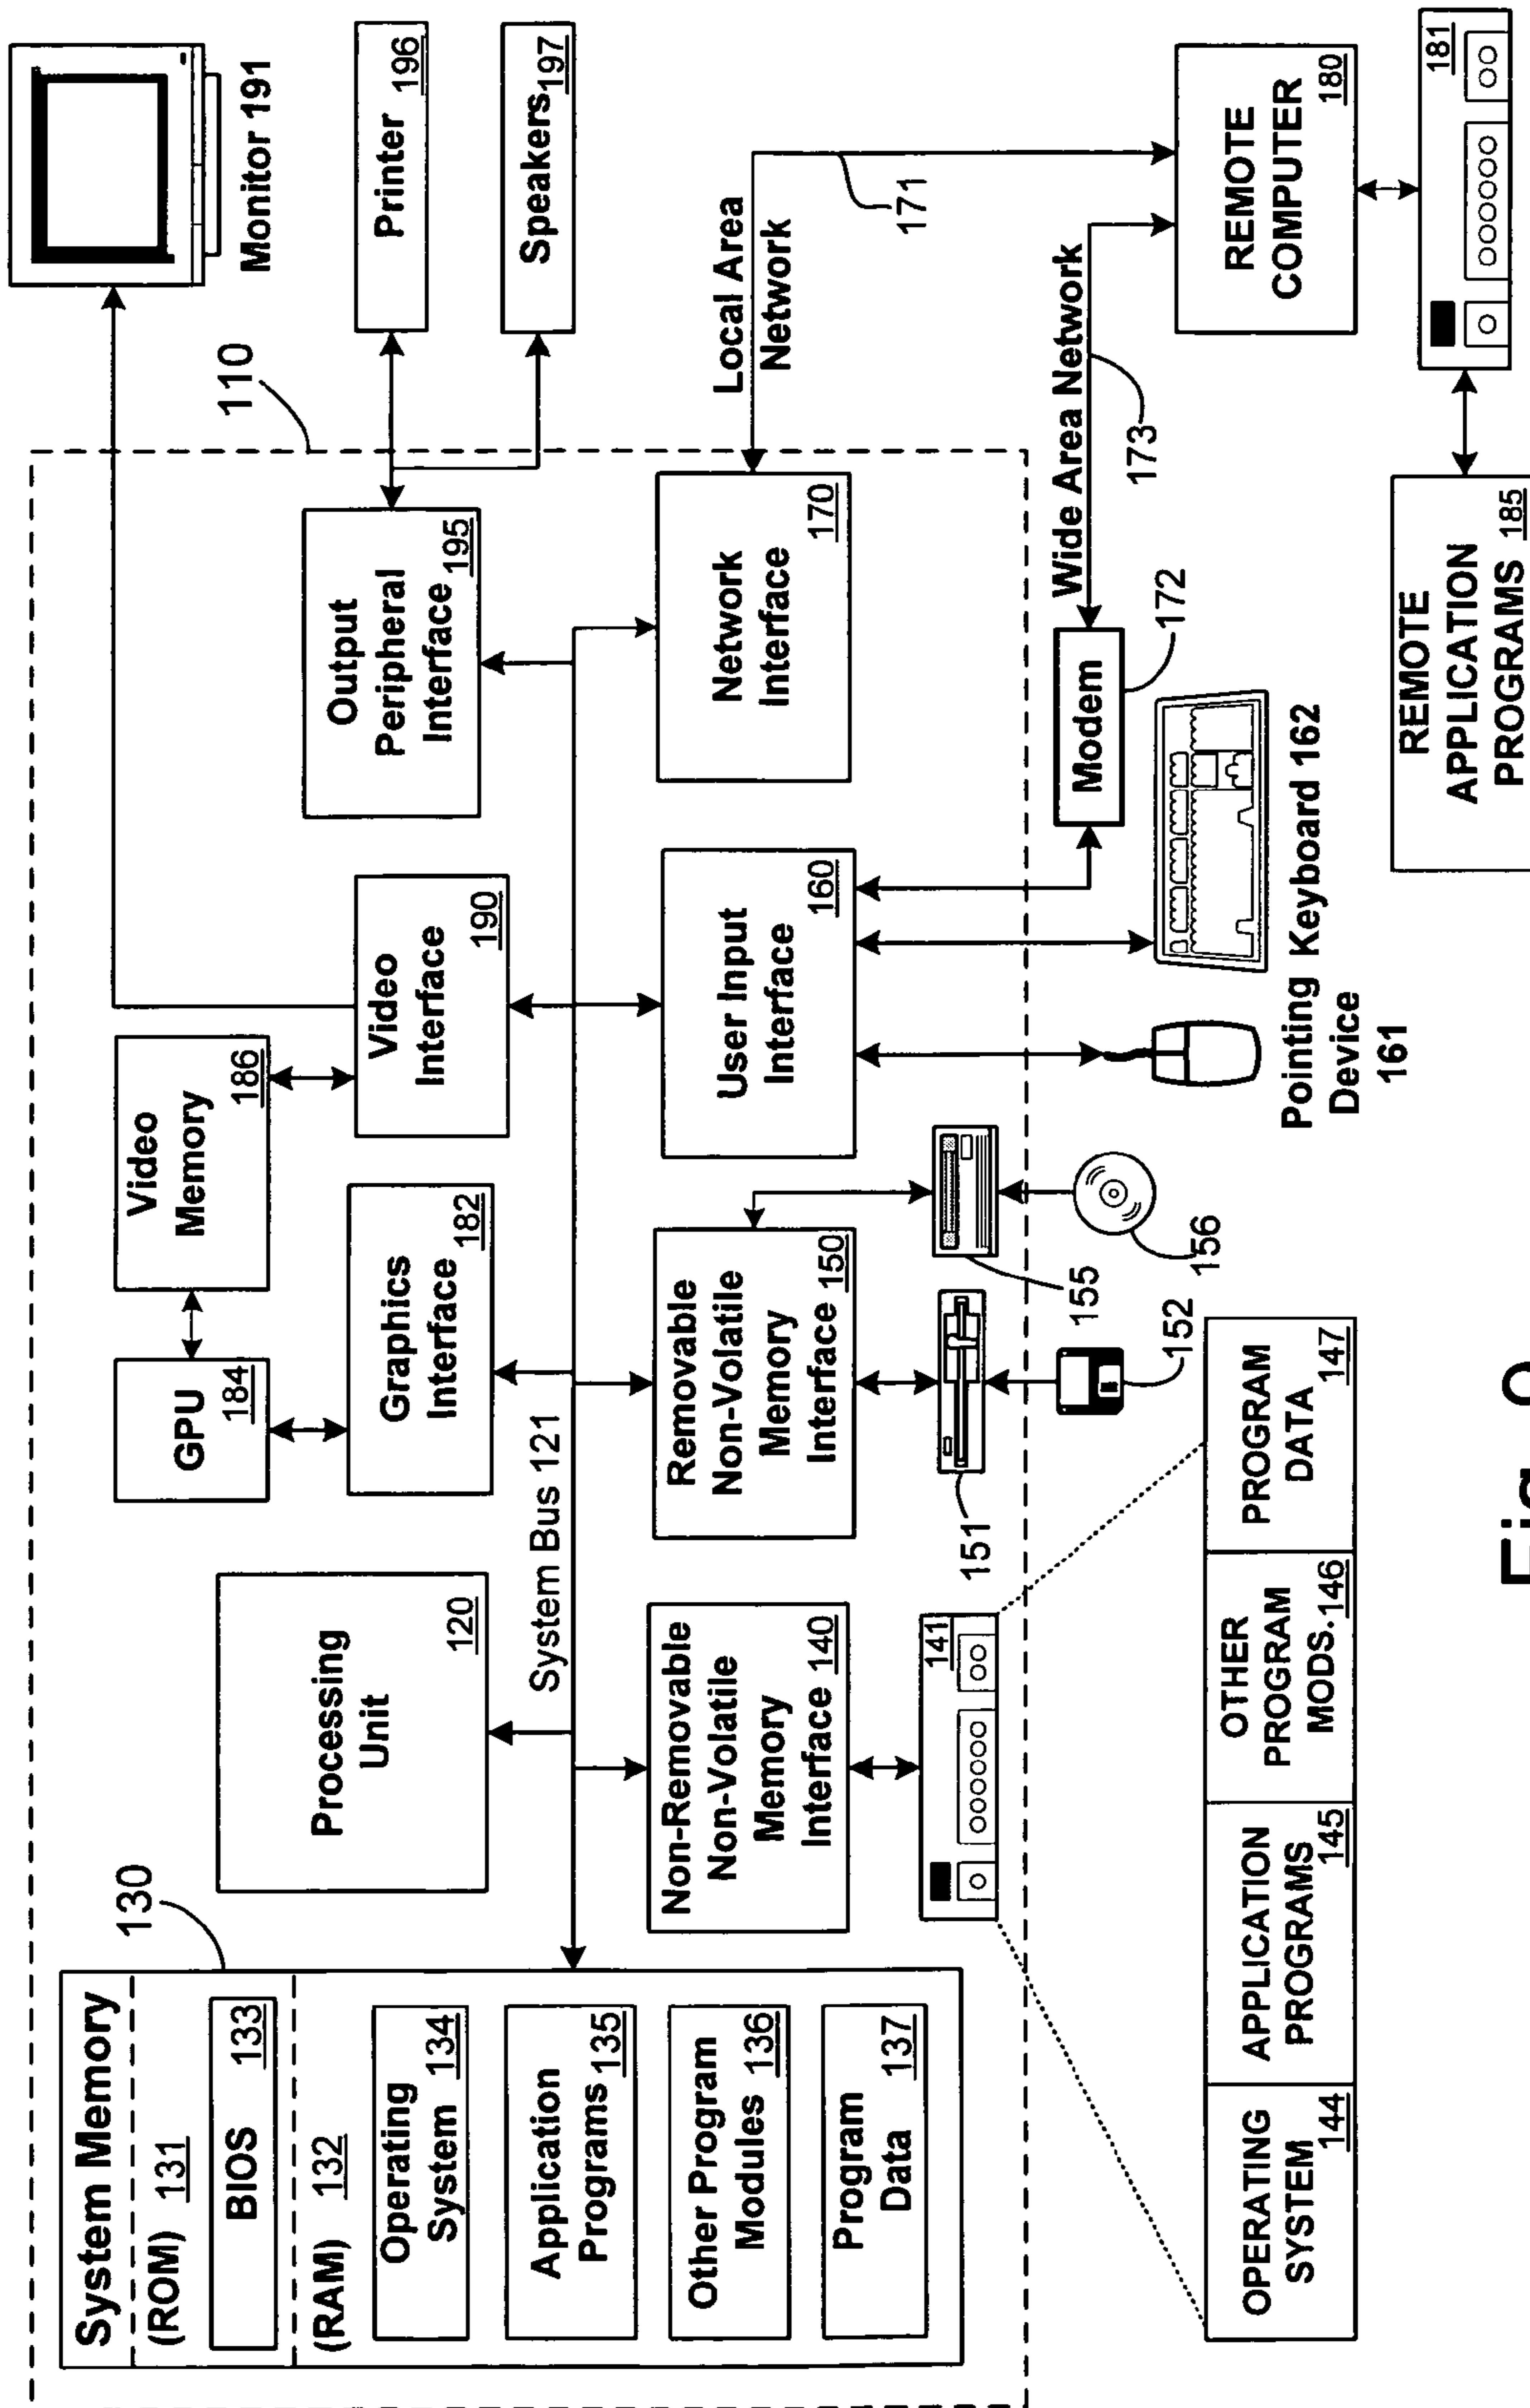 System Memory
(ROM) 131
BIOS 133
(RAM) 132
Operating
System 134
Application
Programs 135
Other Program
Modules 136
Program
Data 137
130
Processing
Unit
120
System Bus 121
GPU
184
Video
Memory
186
Graphics
Interface
182
Video
Interface
190
Output
Peripheral
Interface 195
110
Monitor 191
Printer
196
Speakers 197
Non-Removable
Non-Volatile
Memory
Interface 140
Removable
Non-Volatile
Memory
Interface 150
User Input
Interface
160
Network
Interface
170
Local Area
Network
171
141
151
152
155
156
Modem
172
Wide Area Network
173
REMOTE
COMPUTER
180
181
Pointing
Device
161
Keyboard 162
OPERATING
SYSTEM 144
APPLICATION
PROGRAMS
145
OTHER
PROGRAM
MODS. 146
PROGRAM
DATA 147
REMOTE
APPLICATION
PROGRAMS 185